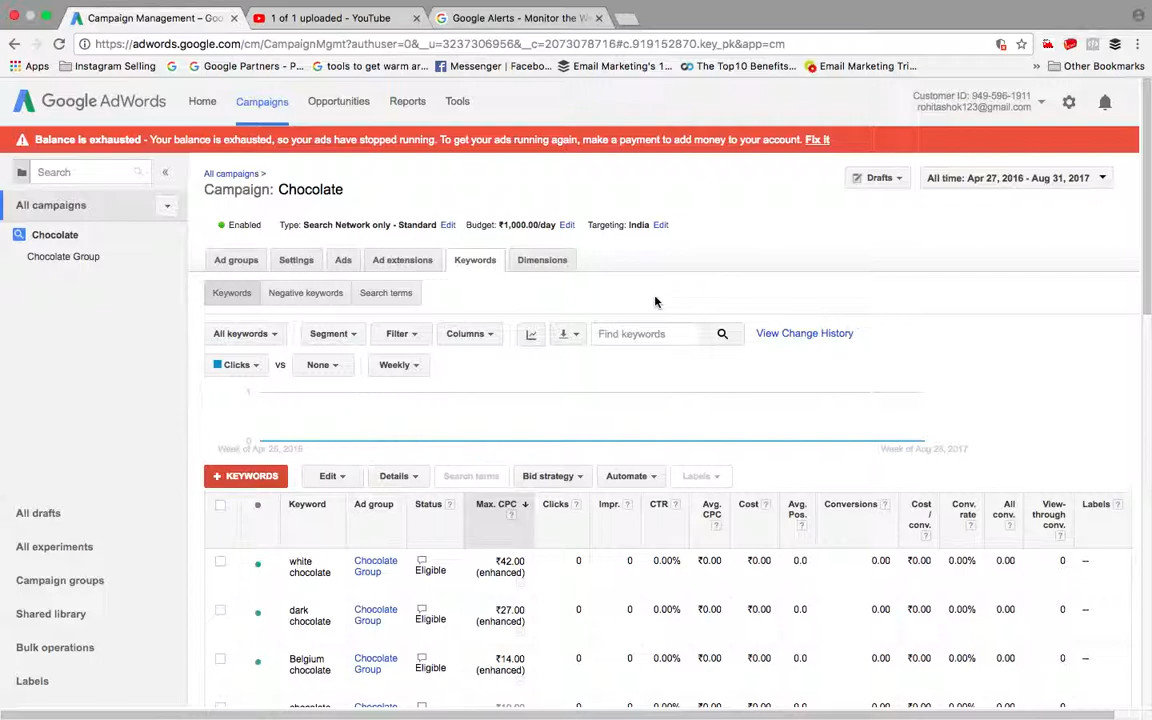 Campaign Management – Goo
1 of 1 uploaded - YouTube
Google Alerts - Monitor the W
https://adwords.google.com/cm/CampaignMgmt?authuser=0&__u=3237306956&__c=2073078716#c.919152870.key_pk&app=cm
Apps
Instagram Selling
Google Partners - P...
tools to get warm ar...
Messenger | Facebo...
Email Marketing's 1...
The Top10 Benefits...
Email Marketing Tri...
»
Other Bookmarks
Google AdWords
Home
Campaigns
Opportunities
Reports
Tools
Customer ID: 949-596-1911
rohitashok123@gmail.com
Balance is exhausted - Your balance is exhausted, so your ads have stopped running. To get your ads running again, make a payment to add money to your account. Fix it
Search
«
All campaigns
Chocolate
Chocolate Group
All drafts
All experiments
Campaign groups
Shared library
Bulk operations
Labels
All campaigns >
Campaign: Chocolate
Drafts
All time: Apr 27, 2016 - Aug 31, 2017
Enabled Type: Search Network only - Standard Edit Budget: ₹1,000.00/day Edit Targeting: India Edit
Ad groups Settings Ads Ad extensions Keywords Dimensions
Keywords Negative keywords Search terms
All keywords Segment Filter Columns Find keywords View Change History
Clicks VS None Weekly
1
0
Week of Apr 25, 2016 Week of Aug 28, 2017
+ KEYWORDS Edit Details Search terms Bid strategy Automate Labels
Keyword Ad group Status ? Max. CPC ? Clicks ? Impr. ? CTR ? Avg. CPC ? Cost ? Avg. Pos. ? Conversions ? Cost / conv. ? Conv. rate ? All conv. ? View-through conv. ? Labels ?
white chocolate Chocolate Group Eligible ₹42.00 (enhanced) 0 0 0.00% ₹0.00 ₹0.00 0.0 0.00 ₹0.00 0.00% 0.00 0 --
dark chocolate Chocolate Group Eligible ₹27.00 (enhanced) 0 0 0.00% ₹0.00 ₹0.00 0.0 0.00 ₹0.00 0.00% 0.00 0 --
Belgium chocolate Chocolate Group Eligible ₹14.00 (enhanced) 0 0 0.00% ₹0.00 ₹0.00 0.0 0.00 ₹0.00 0.00% 0.00 0 --